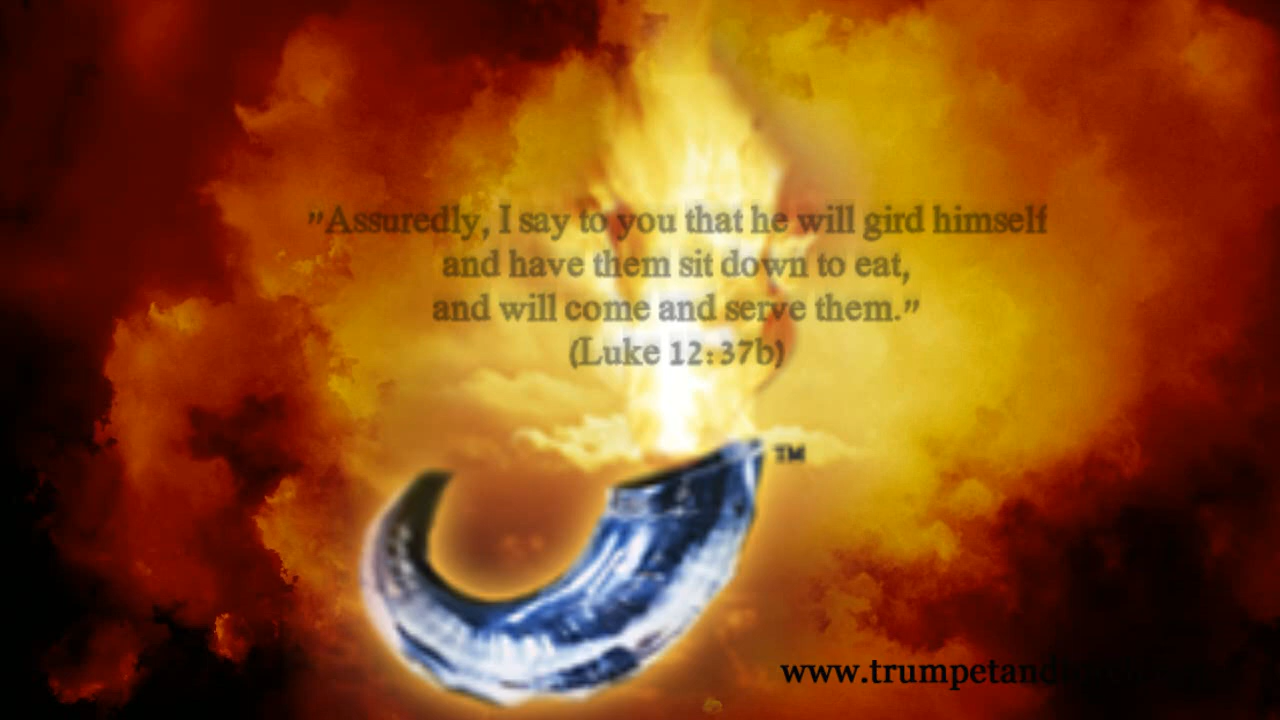 "Assuredly, I say to you that he will gird himself
and have them sit down to eat,
and will come and serve them."
(Luke 12:37b)
TM
www.trumpetand